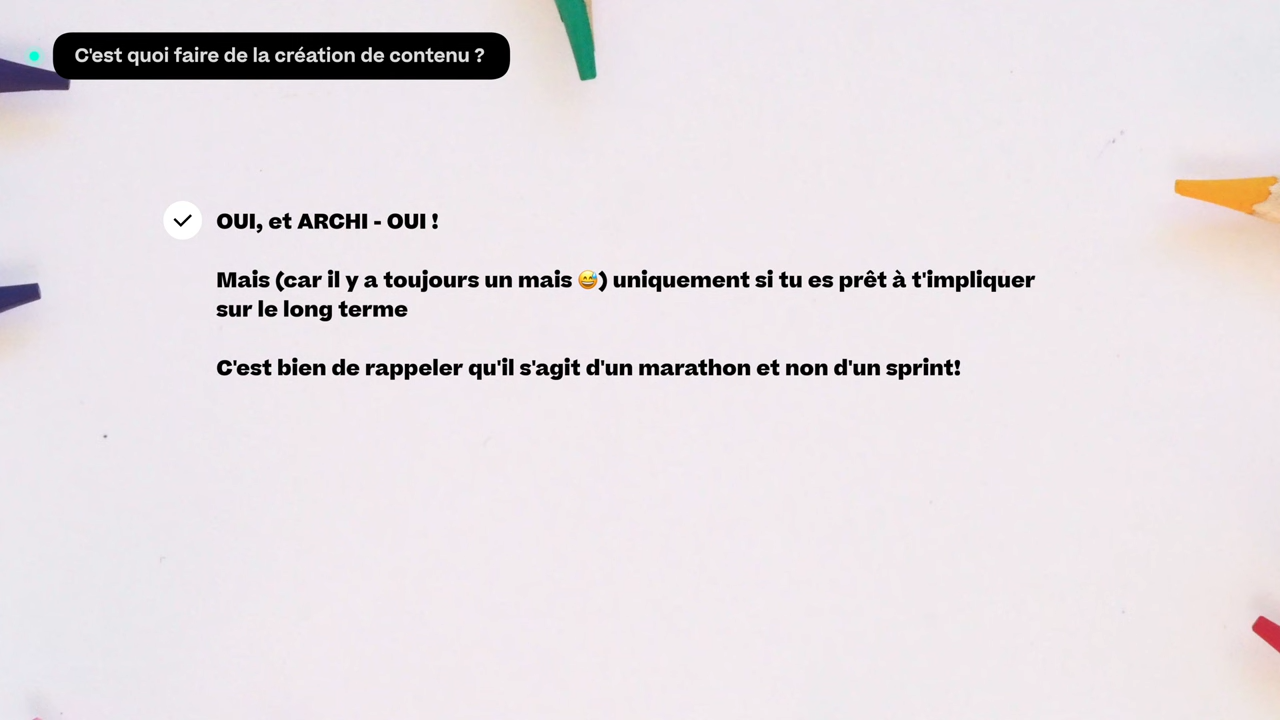 C'est quoi faire de la création de contenu ?
OUI, et ARCHI - OUI !
Mais (car il y a toujours un mais 😅) uniquement si tu es prêt à t'impliquer
sur le long terme
C'est bien de rappeler qu'il s'agit d'un marathon et non d'un sprint!